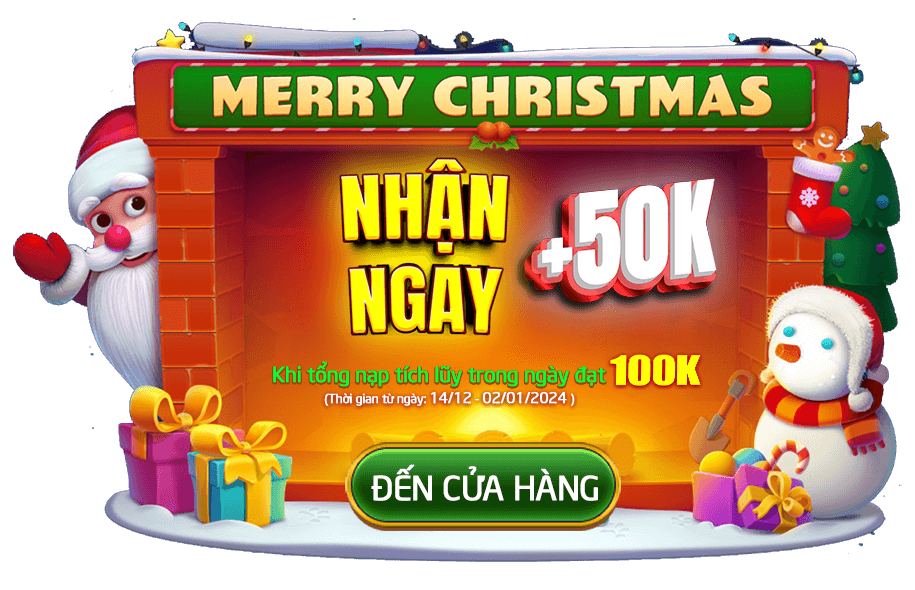 MERRY CHRISTMAS
NHẬN
NGAY
+50K
Khi tổng nạp tích lũy trong ngày đạt 100K
(Thời gian từ ngày: 14/12 - 02/01/2024 )
ĐẾN CỬA HÀNG